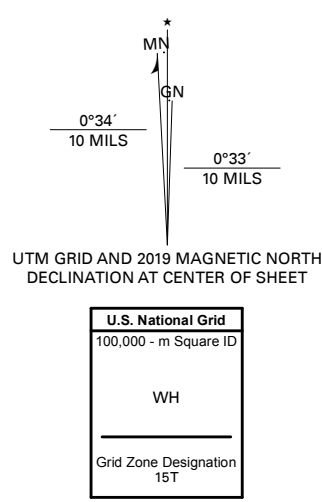 ★
MN
GN
0°34´
10 MILS
0°33´
10 MILS
UTM GRID AND 2019 MAGNETIC NORTH
DECLINATION AT CENTER OF SHEET
U.S. National Grid
100,000 - m Square ID
WH
Grid Zone Designation
15T